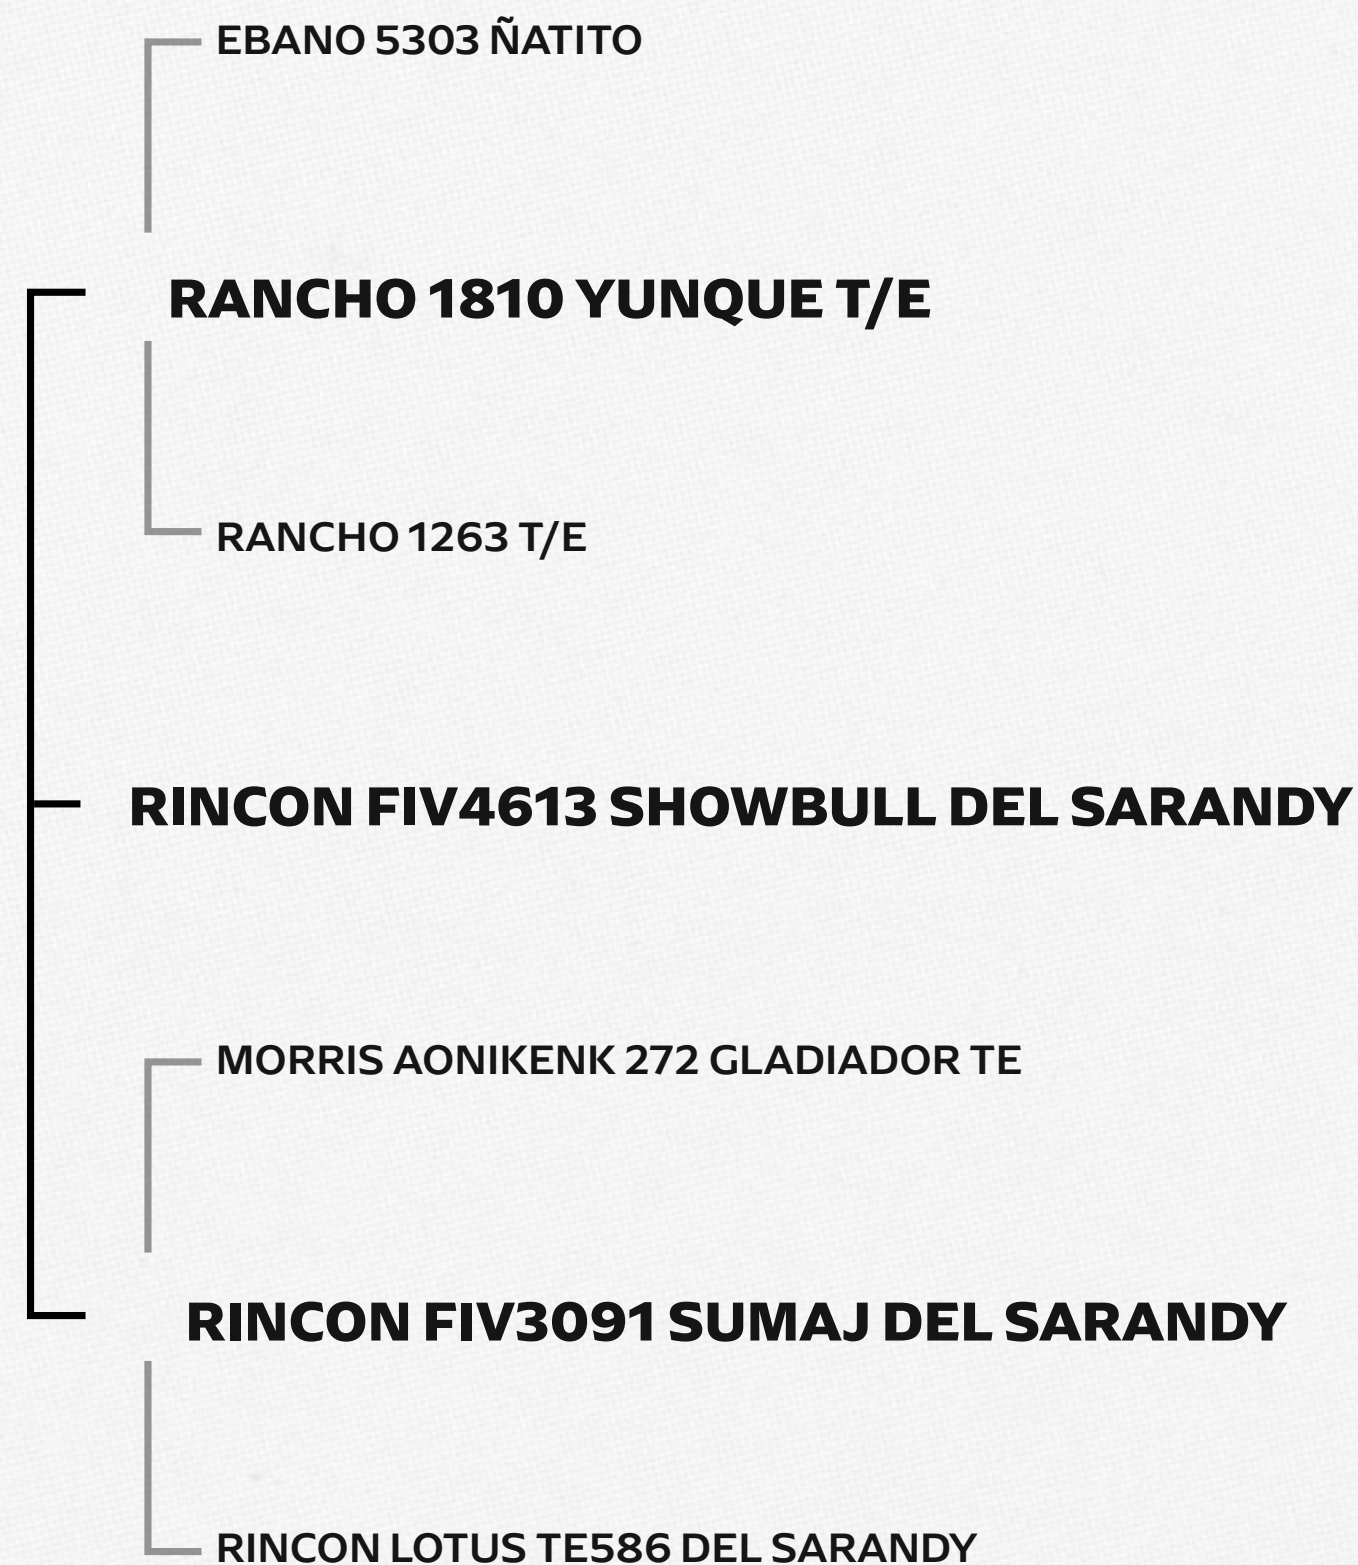 EBANO 5303 ÑATITO
RANCHO 1810 YUNQUE T/E
RANCHO 1263 T/E
RINCON FIV4613 SHOWBULL DEL SARANDY
MORRIS AONIKENK 272 GLADIADOR TE
RINCON FIV3091 SUMAJ DEL SARANDY
RINCON LOTUS TE586 DEL SARANDY